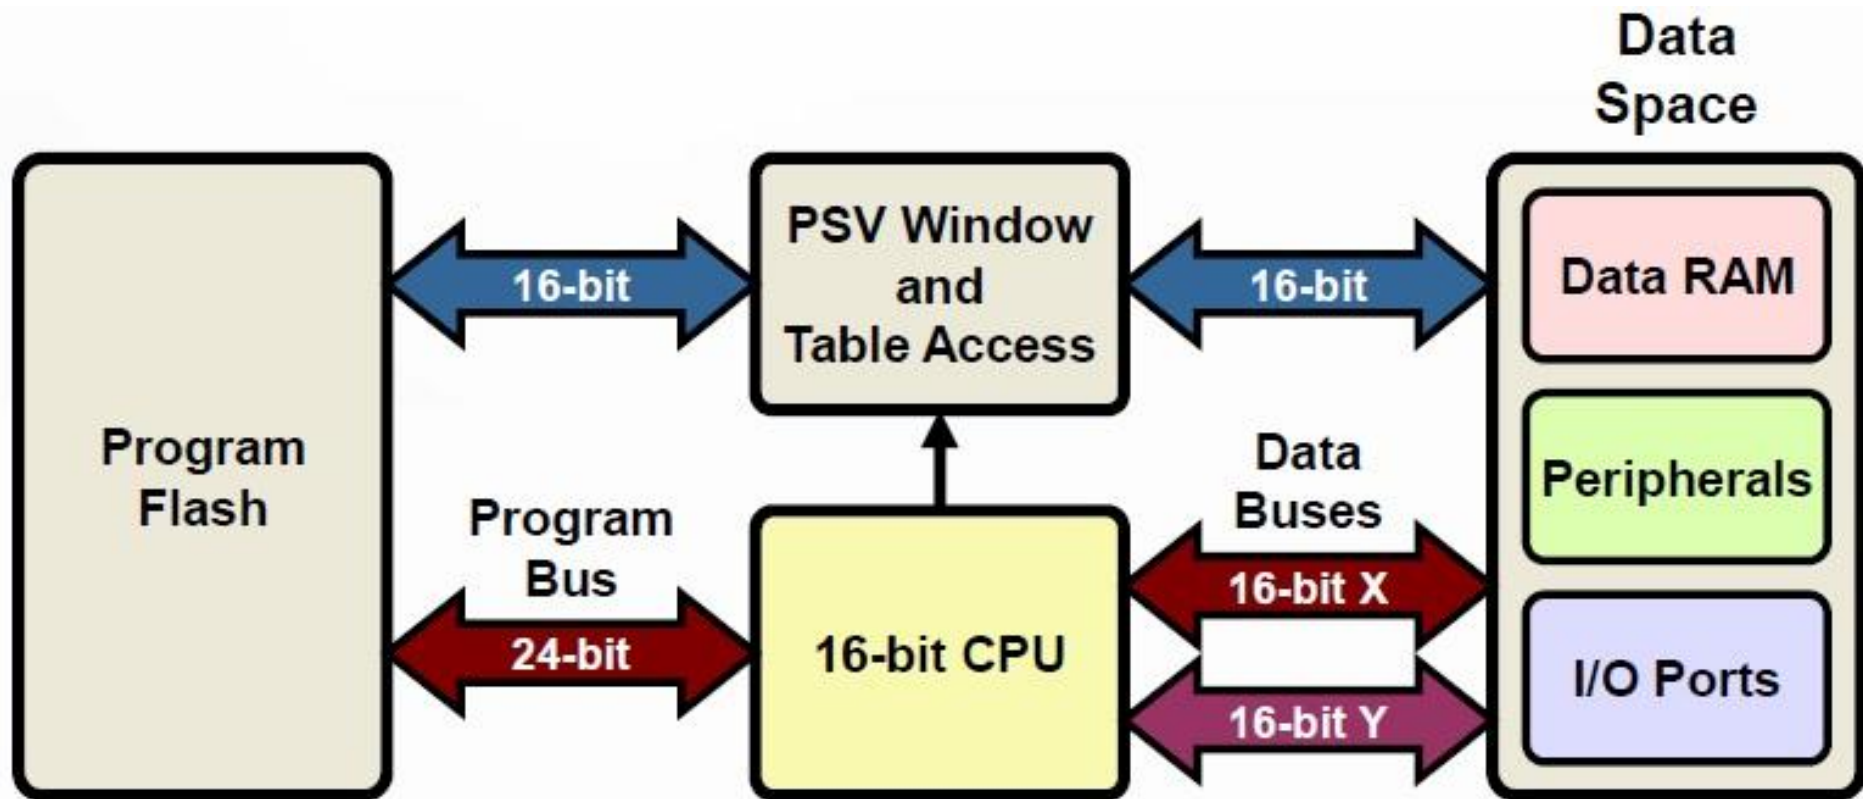 Data
Space
PSV Window
and
Table Access
16-bit
16-bit
Data RAM
Program
Flash
Program
Bus
24-bit
16-bit CPU
Data
Buses
16-bit X
16-bit Y
Peripherals
I/O Ports